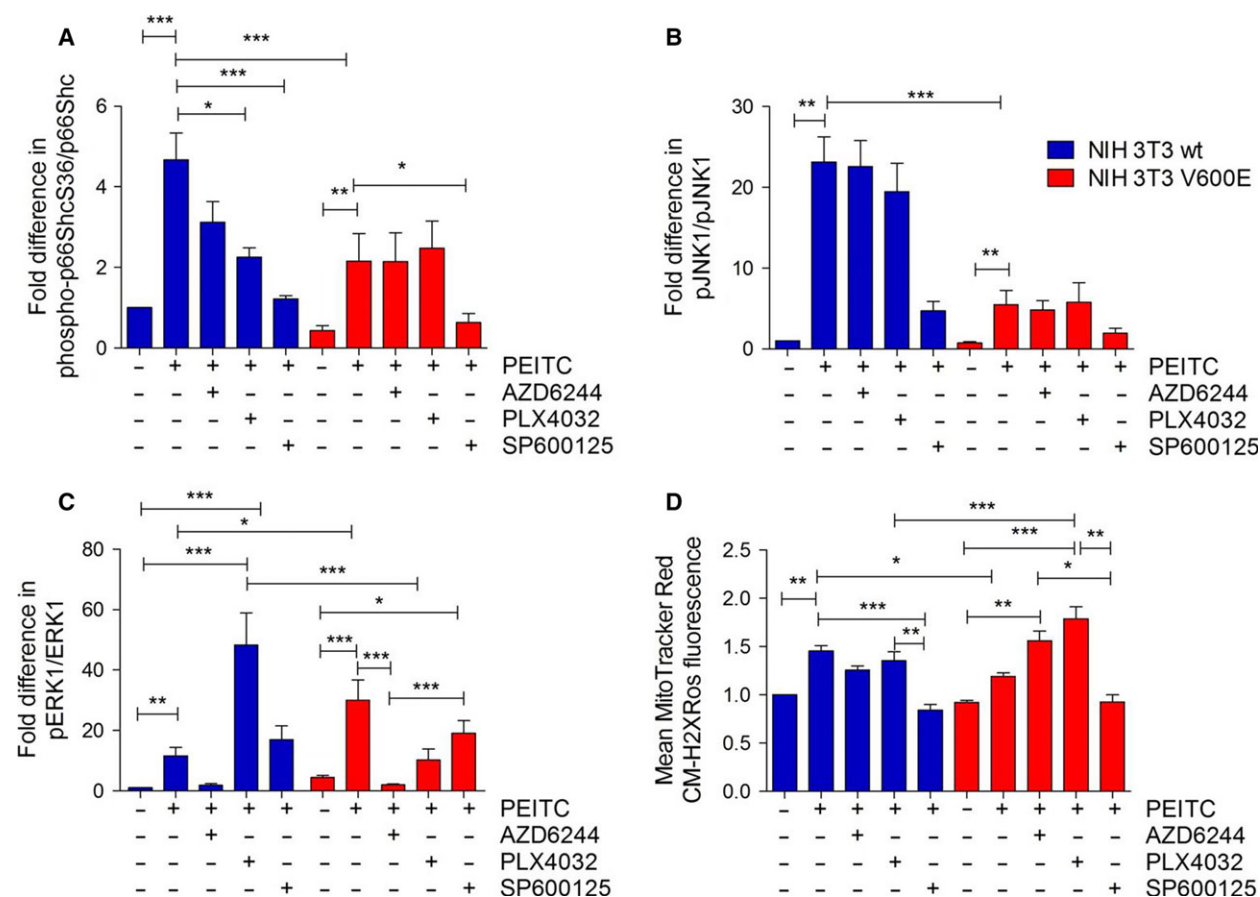 A
***
***
***
*
*
**
Fold difference in
phospho-p66ShcS36/p66Shc
6
4
2
0
– + + + + – + + + + PEITC
– – + – – – – + – – AZD6244
– – – + – – – – + – PLX4032
– – – – + – – – – + SP600125
B
***
**
**
Fold difference in
pJNK1/pJNK1
30
20
10
0
NIH 3T3 wt
NIH 3T3 V600E
– + + + + – + + + + PEITC
– – + – – – – + – – AZD6244
– – – + – – – – + – PLX4032
– – – – + – – – – + SP600125
C
***
*
***
***
*
***
***
***
**
Fold difference in
pERK1/ERK1
80
60
40
20
0
– + + + + – + + + + PEITC
– – + – – – – + – – AZD6244
– – – + – – – – + – PLX4032
– – – – + – – – – + SP600125
D
***
***
**
*
*
**
***
**
**
Mean MitoTracker Red
CM-H2XRos fluorescence
2.5
2.0
1.5
1.0
0.5
0.0
– + + + + – + + + + PEITC
– – + – – – – + – – AZD6244
– – – + – – – – + – PLX4032
– – – – + – – – – + SP600125